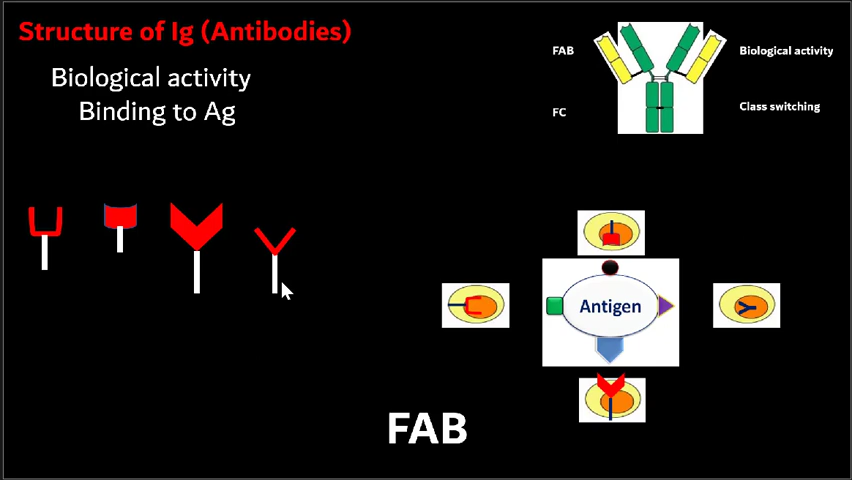 Structure of Ig (Antibodies)
Biological activity
Binding to Ag
FAB
Biological activity
FC
Class switching
Antigen
FAB